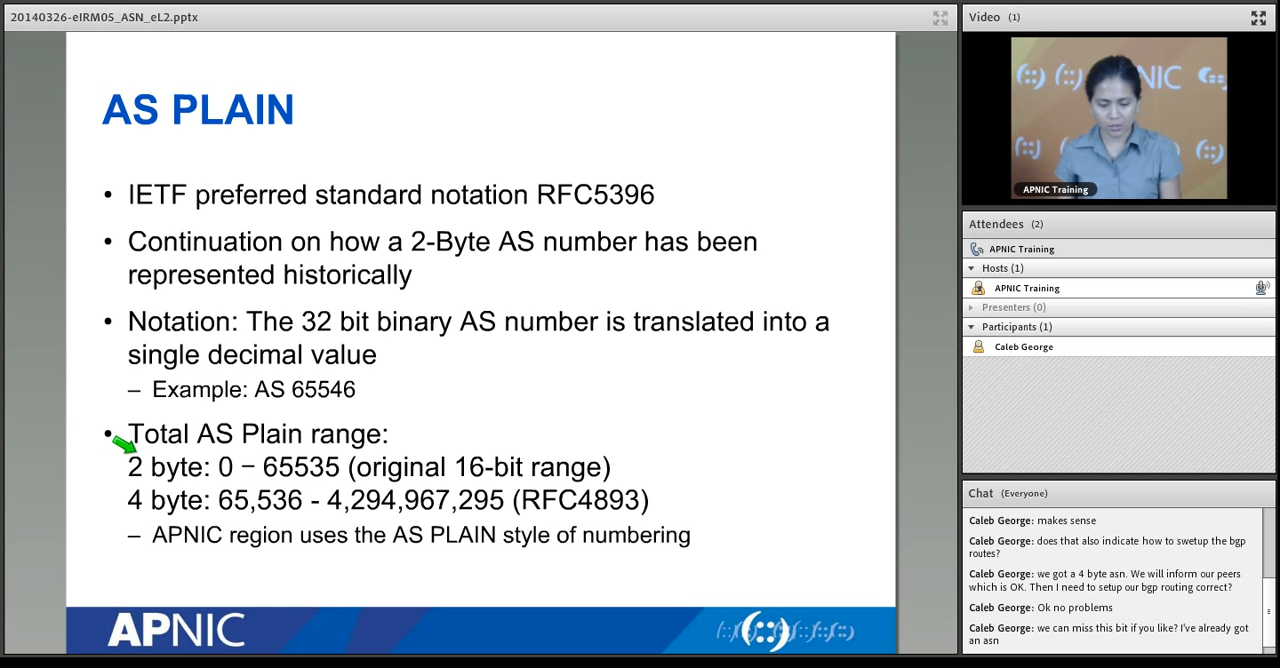 20140326-eIRM05_ASN_eL2.pptx
AS PLAIN
• IETF preferred standard notation RFC5396
• Continuation on how a 2-Byte AS number has been
represented historically
• Notation: The 32 bit binary AS number is translated into a
single decimal value
– Example: AS 65546
• Total AS Plain range:
2 byte: 0 – 65535 (original 16-bit range)
4 byte: 65,536 - 4,294,967,295 (RFC4893)
– APNIC region uses the AS PLAIN style of numbering
APNIC
Video (1)
NIC
APNIC Training
Attendees (2)
APNIC Training
Hosts (1)
APNIC Training
Presenters (0)
Participants (1)
Caleb George
Chat (Everyone)
Caleb George: makes sense
Caleb George: does that also indicate how to swetup the bgp
routes?
Caleb George: we got a 4 byte asn. We will inform our peers
which is OK. Then I need to setup our bgp routing correct?
Caleb George: Ok no problems
Caleb George: we can miss this bit if you like? I've already got
an asn